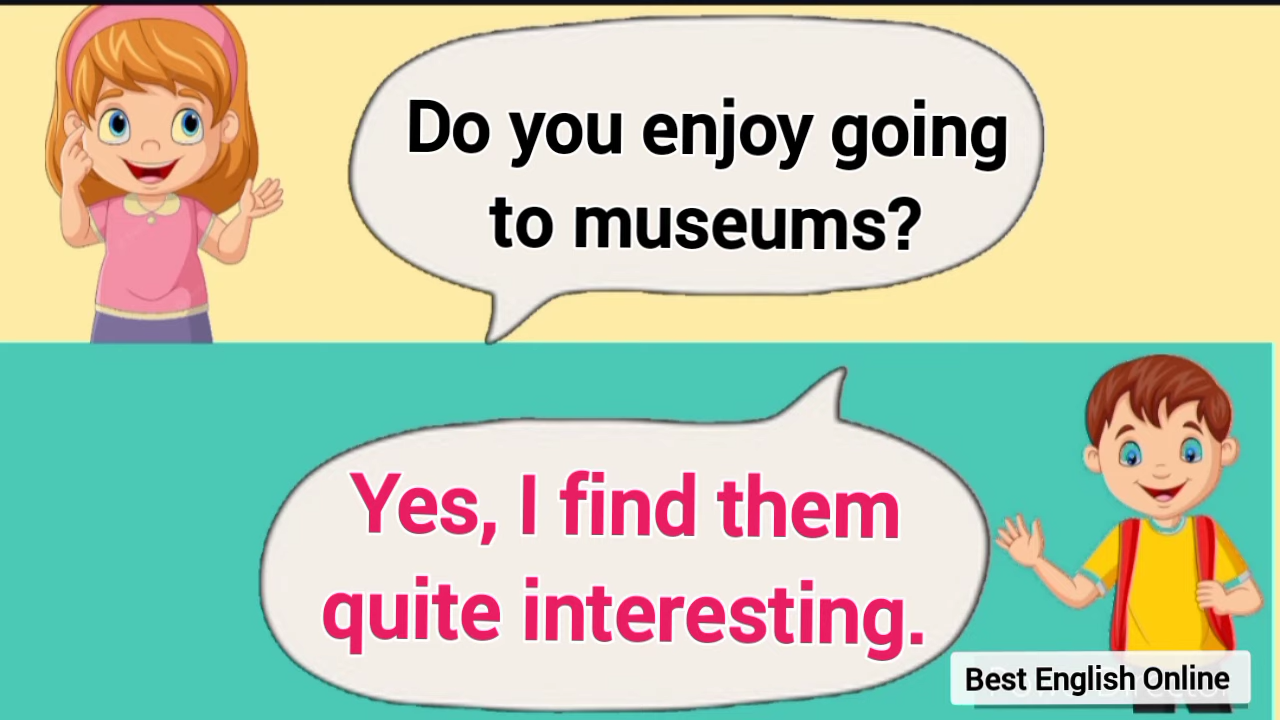 Do you enjoy going
to museums?
Yes, I find them
quite interesting.
Best English Online